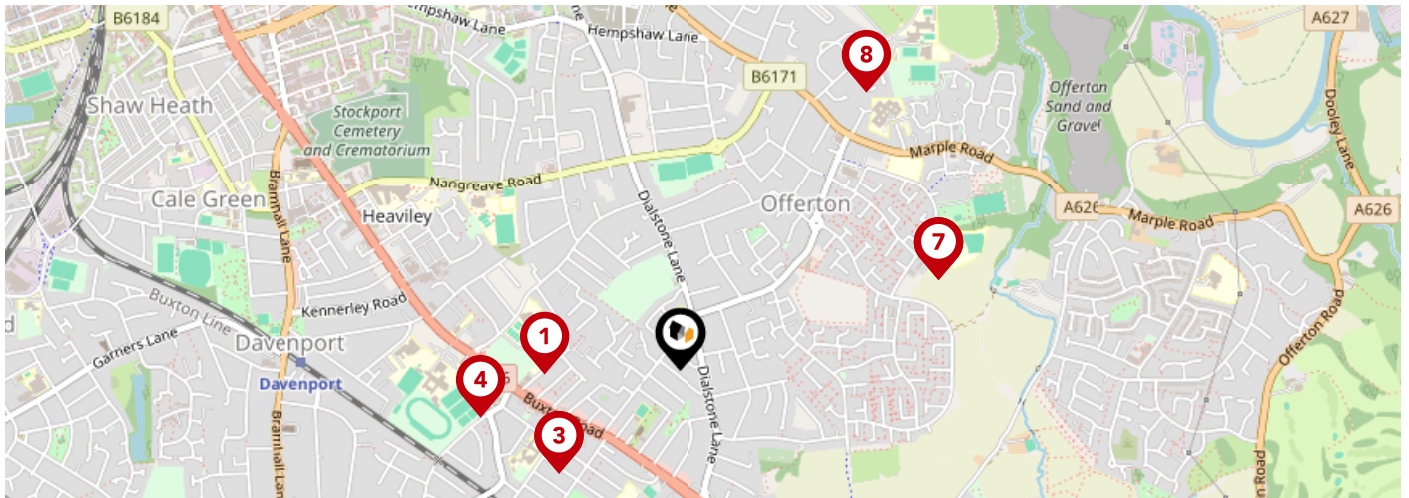 B6184
Hempshaw Lane
A627
B6171
8
Shaw Heath
Offerton
Sand and
Gravel
Stockport
Cemetery
and Crematorium
Dooley Lane
Marple Road
Nangreave Road
Bramhall Lane
Cale Green
Heaviley
Dialstone Lane
Offerton
A626
Marple Road
A626
7
Buxton Line
Kennerley Road
Garners Lane
Davenport
Davenport
1
4
6
3
Buxton Road
Dialstone Lane
Offerton Road
Bramhall Lane